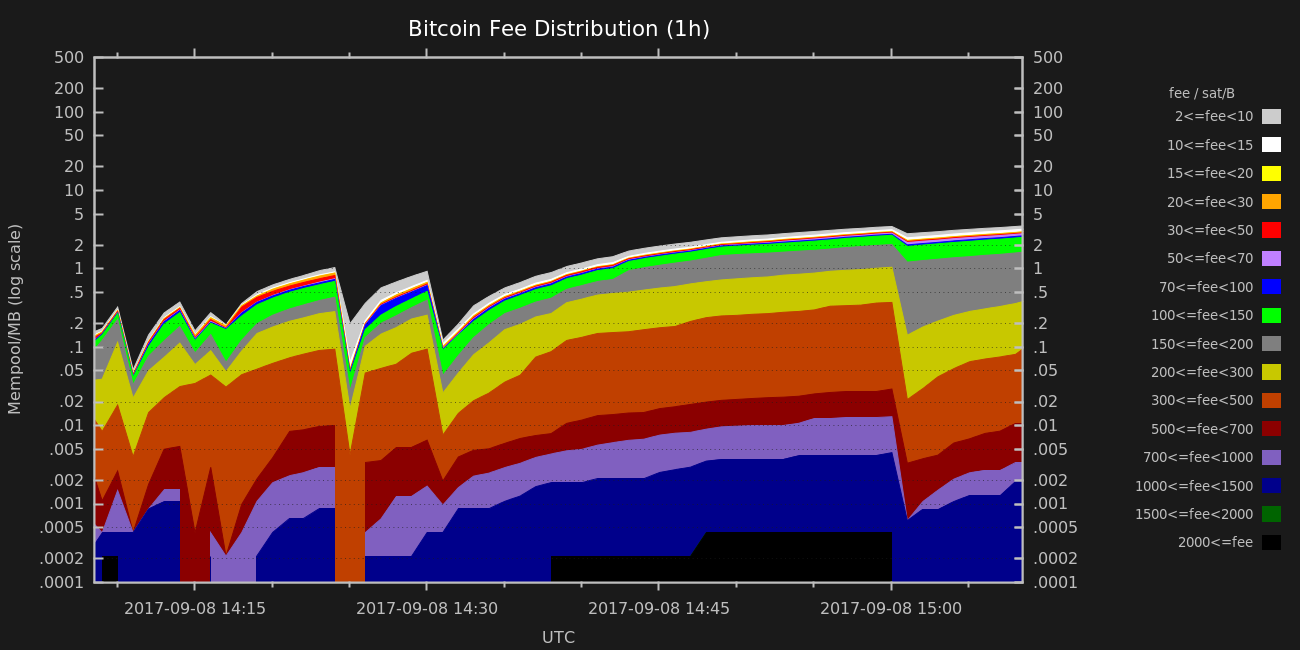 Bitcoin Fee Distribution (1h)
Mempool/MB (log scale)
500
200
100
50
20
10
5
2
1
.5
.2
.1
.05
.02
.01
.005
.002
.001
.0005
.0002
.0001
500
200
100
50
20
10
5
2
1
.5
.2
.1
.05
.02
.01
.005
.002
.001
.0005
.0002
.0001
2017-09-08 14:15
2017-09-08 14:30
2017-09-08 14:45
2017-09-08 15:00
UTC
fee / sat/B
2<=fee<10
10<=fee<15
15<=fee<20
20<=fee<30
30<=fee<50
50<=fee<70
70<=fee<100
100<=fee<150
150<=fee<200
200<=fee<300
300<=fee<500
500<=fee<700
700<=fee<1000
1000<=fee<1500
1500<=fee<2000
2000<=fee